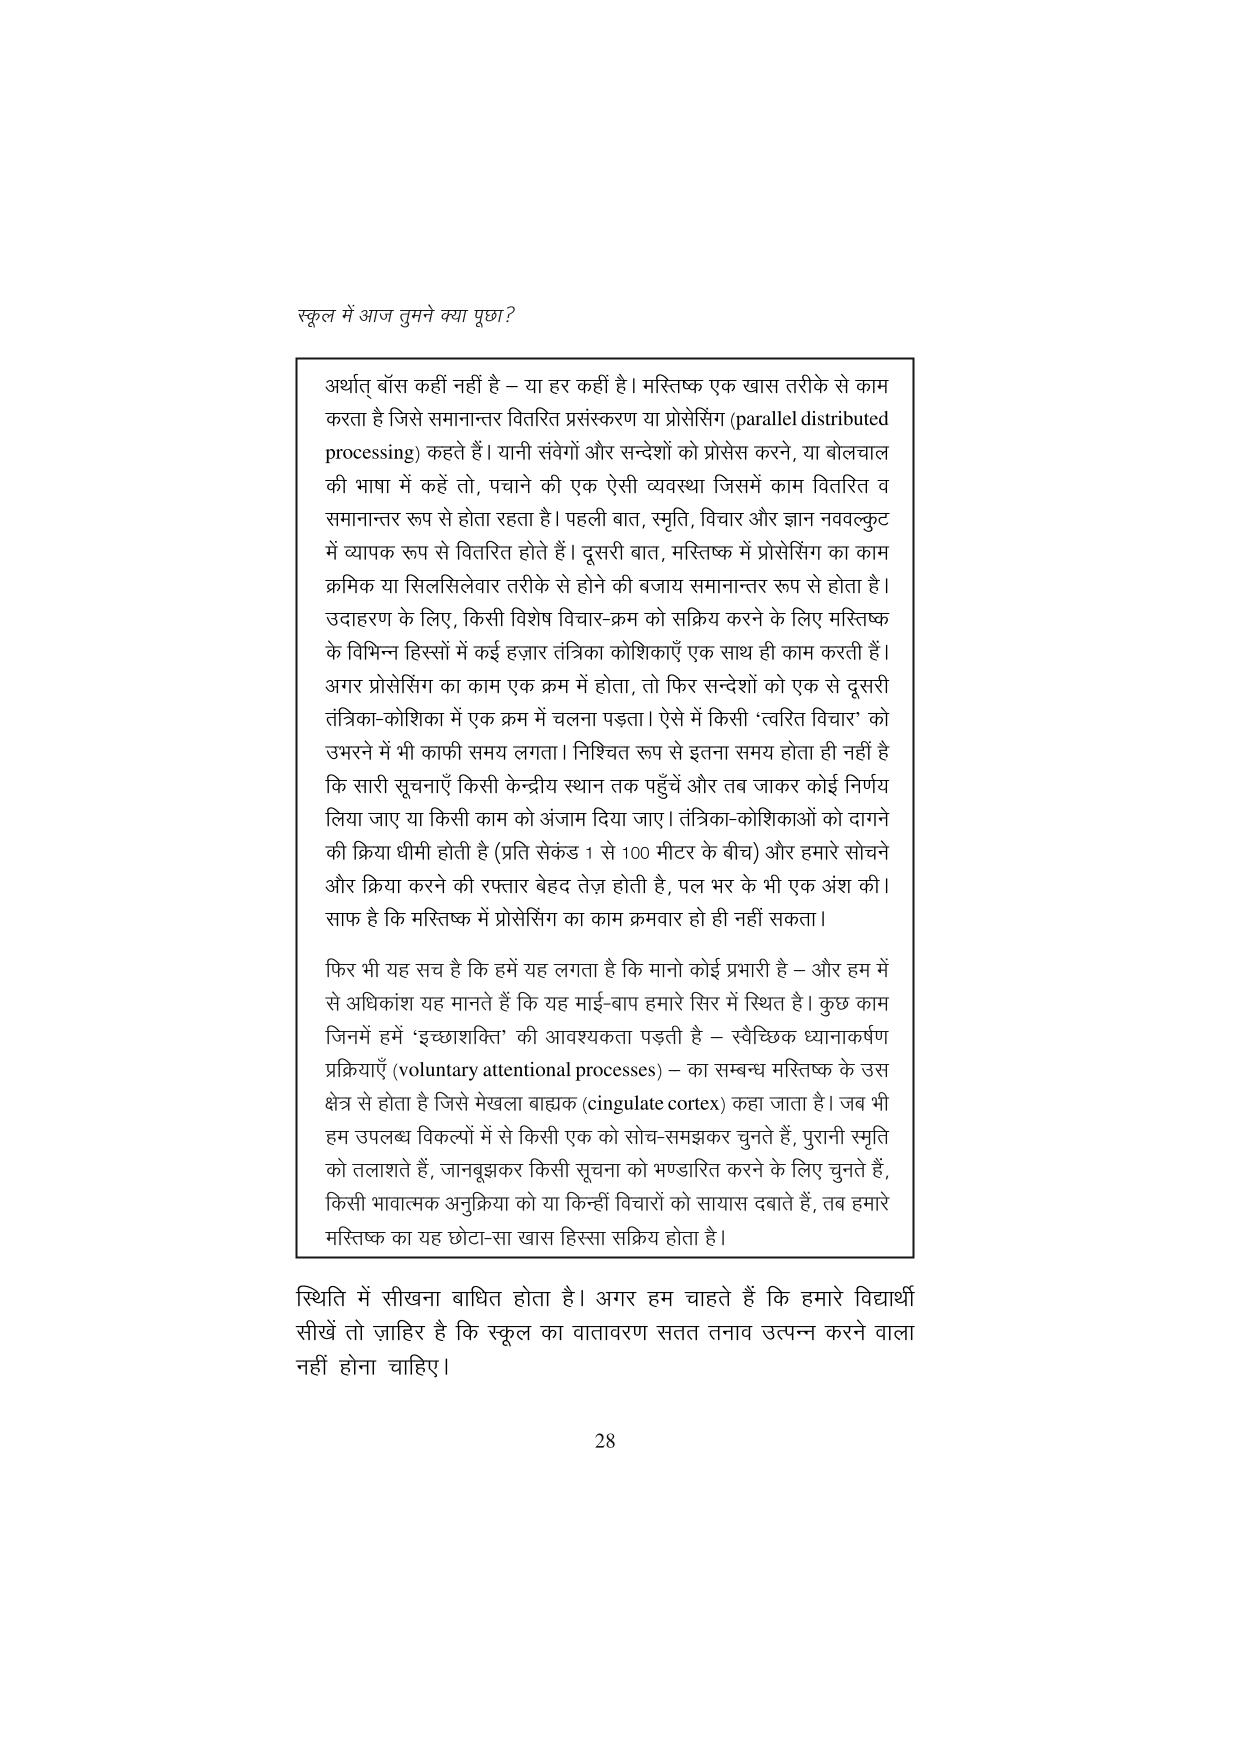 स्कूल में आज तुमने क्या पूछा?
अर्थात् बॉस कहीं नहीं है – या हर कहीं है। मस्तिष्क एक खास तरीके से काम
करता है जिसे समानान्तर वितरित प्रसंस्करण या प्रोसेसिंग (parallel distributed
processing) कहते हैं। यानी संवेगों और सन्देशों को प्रोसेस करने, या बोलचाल
की भाषा में कहें तो, पचाने की एक ऐसी व्यवस्था जिसमें काम वितरित व
समानान्तर रूप से होता रहता है। पहली बात, स्मृति, विचार और ज्ञान नववल्कुट
में व्यापक रूप से वितरित होते हैं। दूसरी बात, मस्तिष्क में प्रोसेसिंग का काम
क्रमिक या सिलसिलेवार तरीके से होने की बजाय समानान्तर रूप से होता है।
उदाहरण के लिए, किसी विशेष विचार-क्रम को सक्रिय करने के लिए मस्तिष्क
के विभिन्न हिस्सों में कई हज़ार तंत्रिका कोशिकाएँ एक साथ ही काम करती हैं।
अगर प्रोसेसिंग का काम एक क्रम में होता, तो फिर सन्देशों को एक से दूसरी
तंत्रिका-कोशिका में एक क्रम में चलना पड़ता। ऐसे में किसी ‘त्वरित विचार’ को
उभरने में भी काफी समय लगता। निश्चित रूप से इतना समय होता ही नहीं है
कि सारी सूचनाएँ किसी केन्द्रीय स्थान तक पहुँचें और तब जाकर कोई निर्णय
लिया जाए या किसी काम को अंजाम दिया जाए। तंत्रिका-कोशिकाओं को दागने
की क्रिया धीमी होती है (प्रति सेकंड 1 से 100 मीटर के बीच) और हमारे सोचने
और क्रिया करने की रफ्तार बेहद तेज़ होती है, पल भर के भी एक अंश की।
साफ है कि मस्तिष्क में प्रोसेसिंग का काम क्रमवार हो ही नहीं सकता।
फिर भी यह सच है कि हमें यह लगता है कि मानो कोई प्रभारी है – और हम में
से अधिकांश यह मानते हैं कि यह माई-बाप हमारे सिर में स्थित है। कुछ काम
जिनमें हमें ‘इच्छाशक्ति’ की आवश्यकता पड़ती है – स्वैच्छिक ध्यानाकर्षण
प्रक्रियाएँ (voluntary attentional processes) – का सम्बन्ध मस्तिष्क के उस
क्षेत्र से होता है जिसे मेखला बाह्यक (cingulate cortex) कहा जाता है। जब भी
हम उपलब्ध विकल्पों में से किसी एक को सोच-समझकर चुनते हैं, पुरानी स्मृति
को तलाशते हैं, जानबूझकर किसी सूचना को भण्डारित करने के लिए चुनते हैं,
किसी भावात्मक अनुक्रिया को या किन्हीं विचारों को सायास दबाते हैं, तब हमारे
मस्तिष्क का यह छोटा-सा खास हिस्सा सक्रिय होता है।
स्थिति में सीखना बाधित होता है। अगर हम चाहते हैं कि हमारे विद्यार्थी
सीखें तो ज़ाहिर है कि स्कूल का वातावरण सतत तनाव उत्पन्न करने वाला
नहीं होना चाहिए।
28